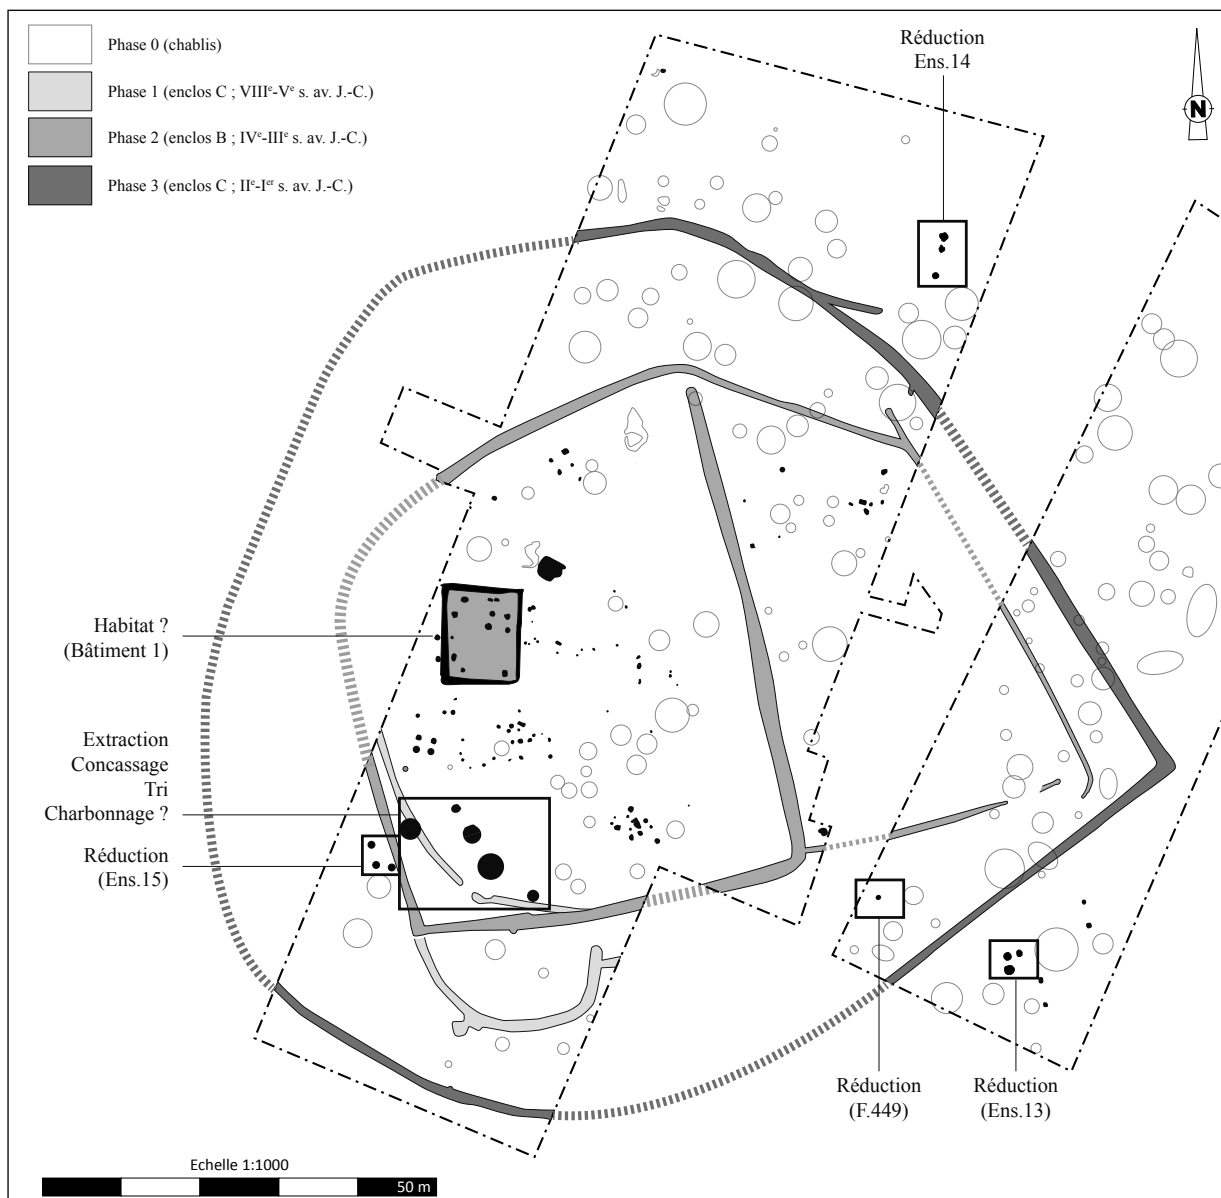 Phase 0 (chablis)
Phase 1 (enclos C ; VIIIᵉ-Vᵉ s. av. J.-C.)
Phase 2 (enclos B ; IVᵉ-IIIᵉ s. av. J.-C.)
Phase 3 (enclos C ; IIᵉ-Iᵉʳ s. av. J.-C.)
Réduction
Ens.14
N
Habitat ?
(Bâtiment 1)
Extraction
Concassage
Tri
Charbonnage ?
Réduction
(Ens.15)
Réduction
(F.449)
Réduction
(Ens.13)
Echelle 1:1000
50 m